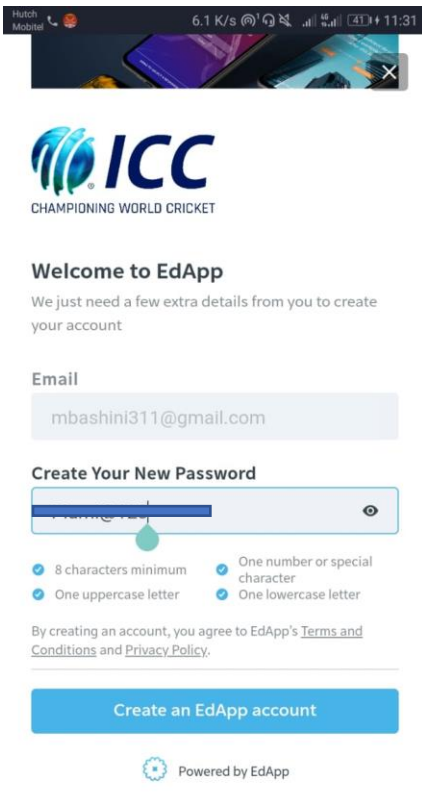 Hutch
Mobitel
6.1 K/s
41
11:31
ICC
CHAMPIONING WORLD CRICKET
Welcome to EdApp
We just need a few extra details from you to create
your account
Email
mbashini311@gmail.com
Create Your New Password
8 characters minimum
One number or special
character
One uppercase letter
One lowercase letter
By creating an account, you agree to EdApp's Terms and
Conditions and Privacy Policy.
Create an EdApp account
Powered by EdApp